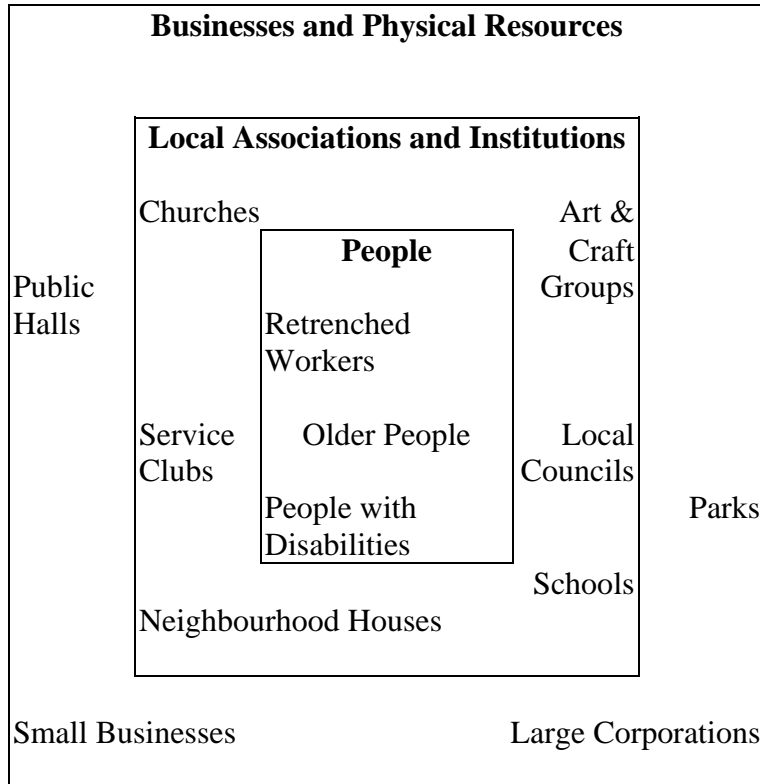 Businesses and Physical Resources
Local Associations and Institutions
Churches
Art &
Craft
Groups
People
Public
Halls
Retrenched
Workers
Service
Clubs
Older People
Local
Councils
People with
Disabilities
Parks
Schools
Neighbourhood Houses
Small Businesses
Large Corporations